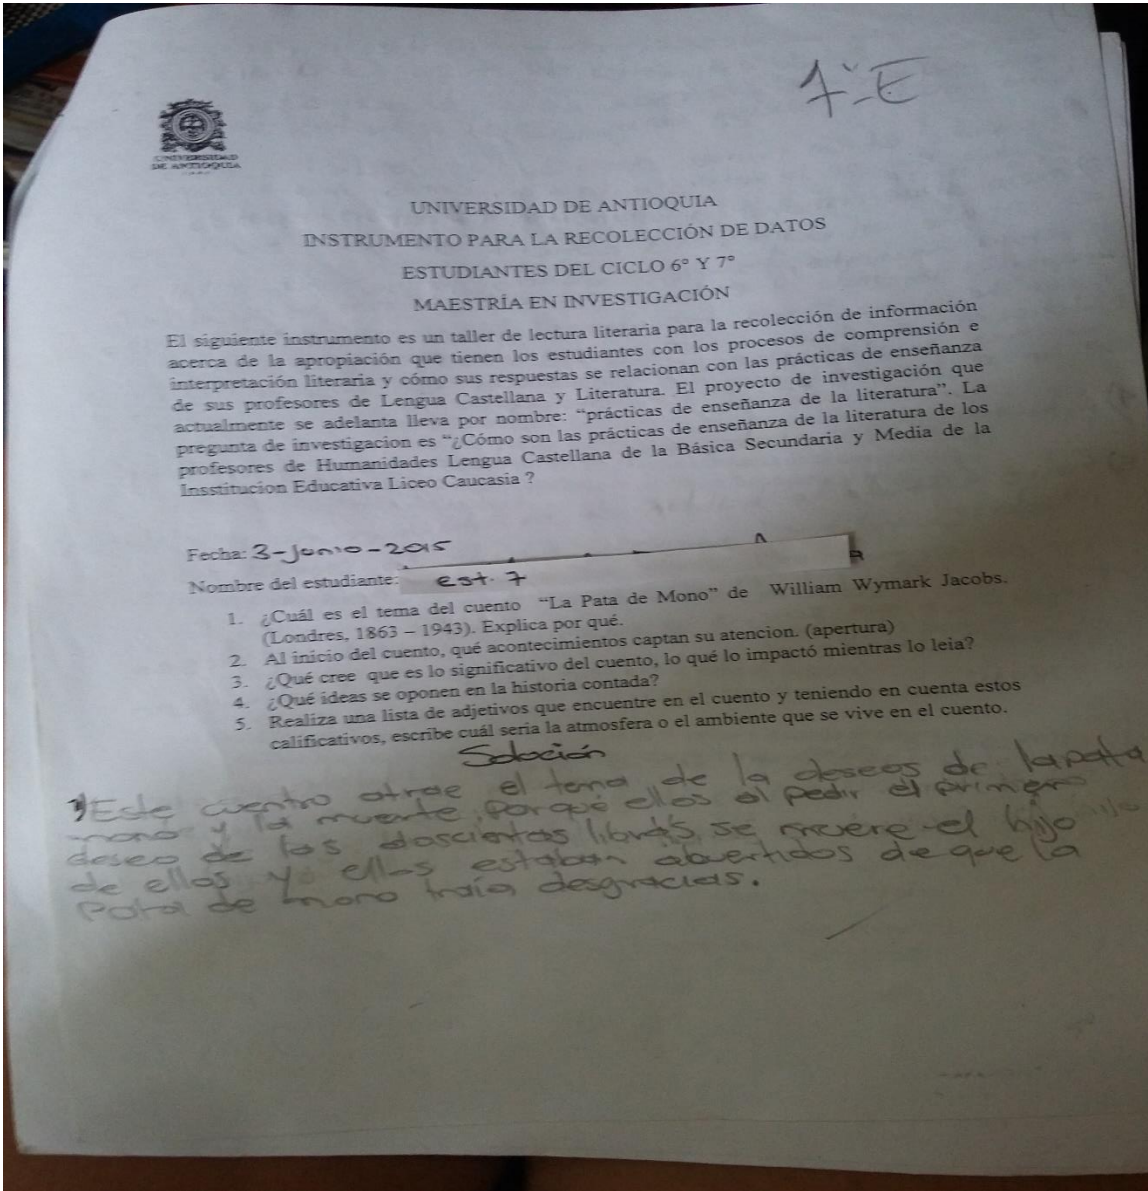 7°-E
UNIVERSIDAD
DE ANTIOQUIA
UNIVERSIDAD DE ANTIOQUIA
INSTRUMENTO PARA LA RECOLECCIÓN DE DATOS
ESTUDIANTES DEL CICLO 6° Y 7°
MAESTRÍA EN INVESTIGACIÓN
El siguiente instrumento es un taller de lectura literaria para la recolección de información
acerca de la apropiación que tienen los estudiantes con los procesos de comprensión e
interpretación literaria y cómo sus respuestas se relacionan con las prácticas de enseñanza
de sus profesores de Lengua Castellana y Literatura. El proyecto de investigación que
actualmente se adelanta lleva por nombre: “prácticas de enseñanza de la literatura”. La
pregunta de investigacion es “¿Cómo son las prácticas de enseñanza de la literatura de los
profesores de Humanidades Lengua Castellana de la Básica Secundaria y Media de la
Insstitucion Educativa Liceo Caucasia ?
Fecha: 3-Junio-2015
Nombre del estudiante: est. 7
1. ¿Cuál es el tema del cuento “La Pata de Mono” de William Wymark Jacobs.
(Londres, 1863 – 1943). Explica por qué.
2. Al inicio del cuento, qué acontecimientos captan su atencion. (apertura)
3. ¿Qué cree que es lo significativo del cuento, lo qué lo impactó mientras lo leia?
4. ¿Qué ideas se oponen en la historia contada?
5. Realiza una lista de adjetivos que encuentre en el cuento y teniendo en cuenta estos
calificativos, escribe cuál seria la atmosfera o el ambiente que se vive en el cuento.
Solución
Este cuentro atrae el tema de la deseos de la pata
mono y la muerte porqué ellos al pedir el primer
deseo de las doscientas libras, se muere el hijo
de ellos y ellos estaban abvertidos de que la
Pata de mono traía desgracias.